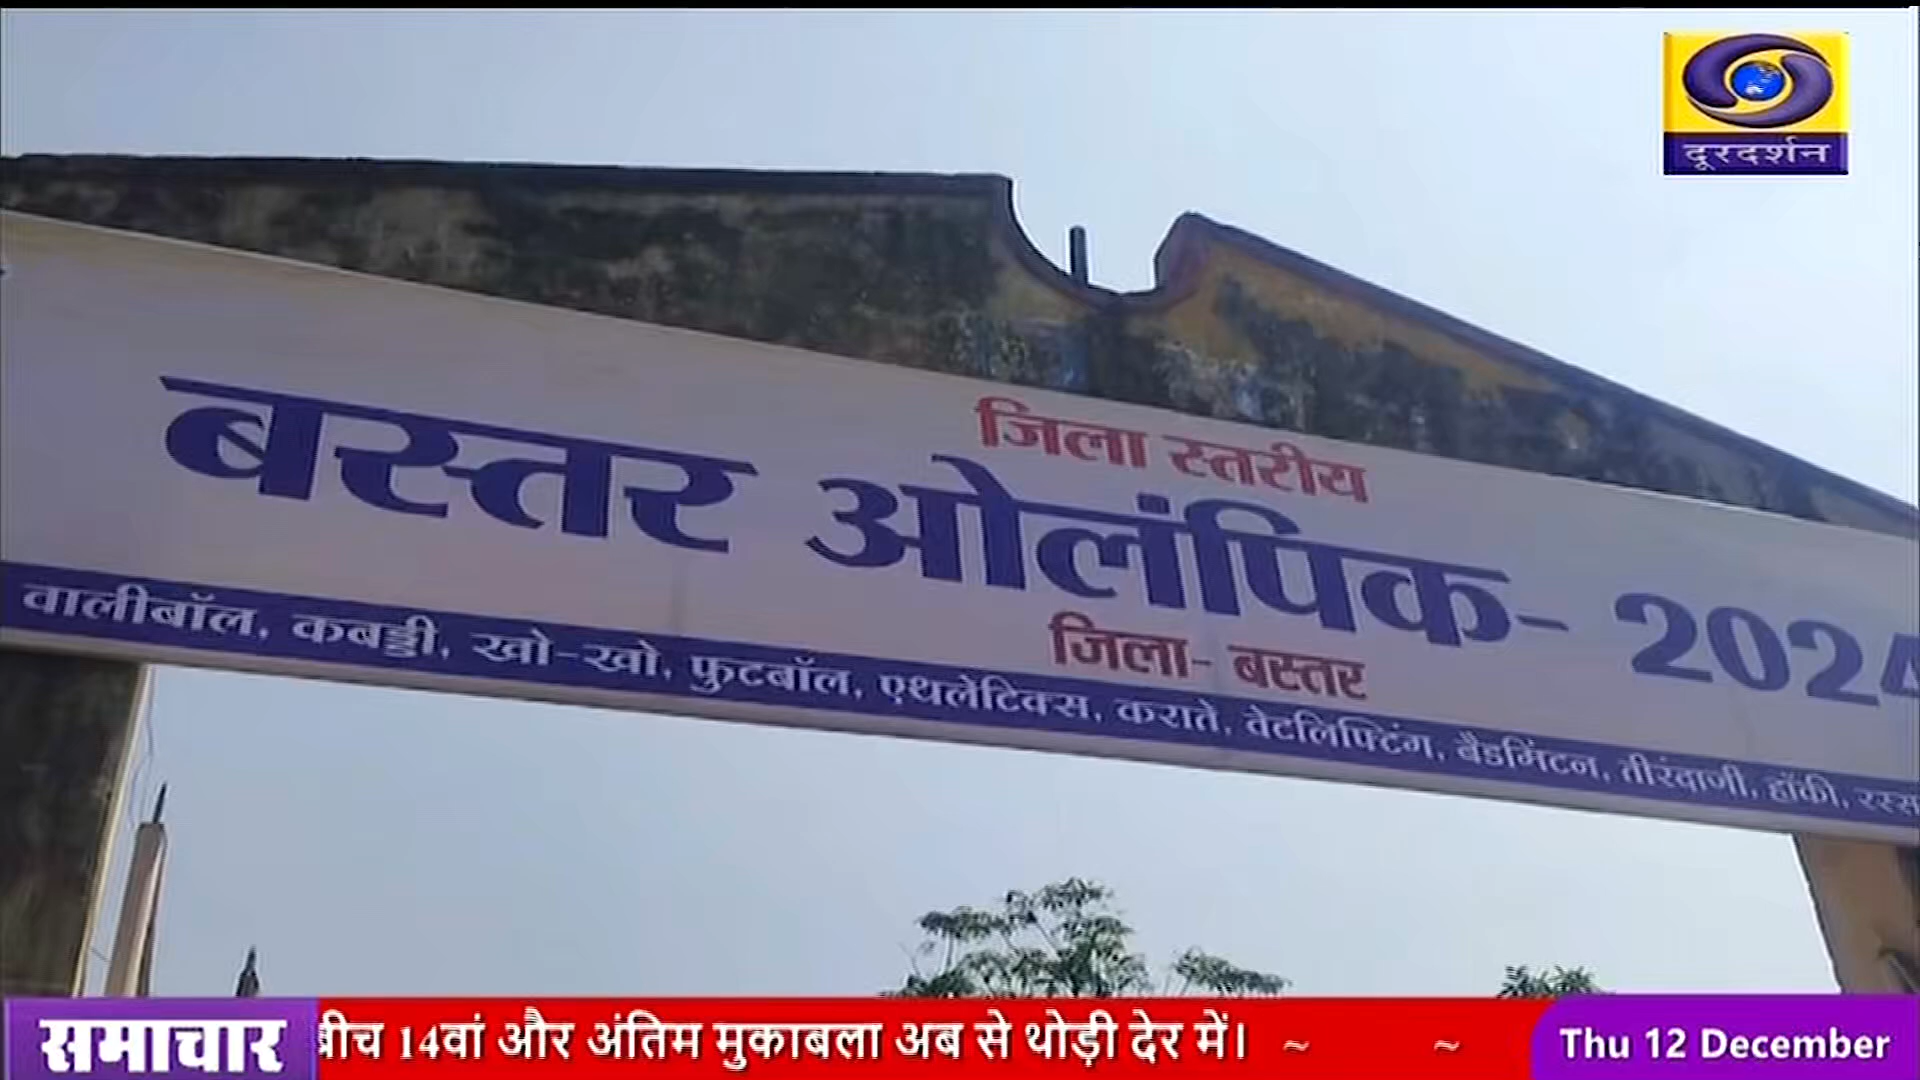 दूरदर्शन
जिला स्तरीय
बस्तर ओलंपिक- 2024
जिला- बस्तर
वालीबॉल, कबड्डी, खो-खो, फुटबॉल, एथलेटिक्स, कराते, वेटलिफ्टिंग, बैडमिंटन, तीरंदाजी, हॉकी,
समाचार
बीच 14वां और अंतिम मुकाबला अब से थोड़ी देर में। ~ ~
Thu 12 December